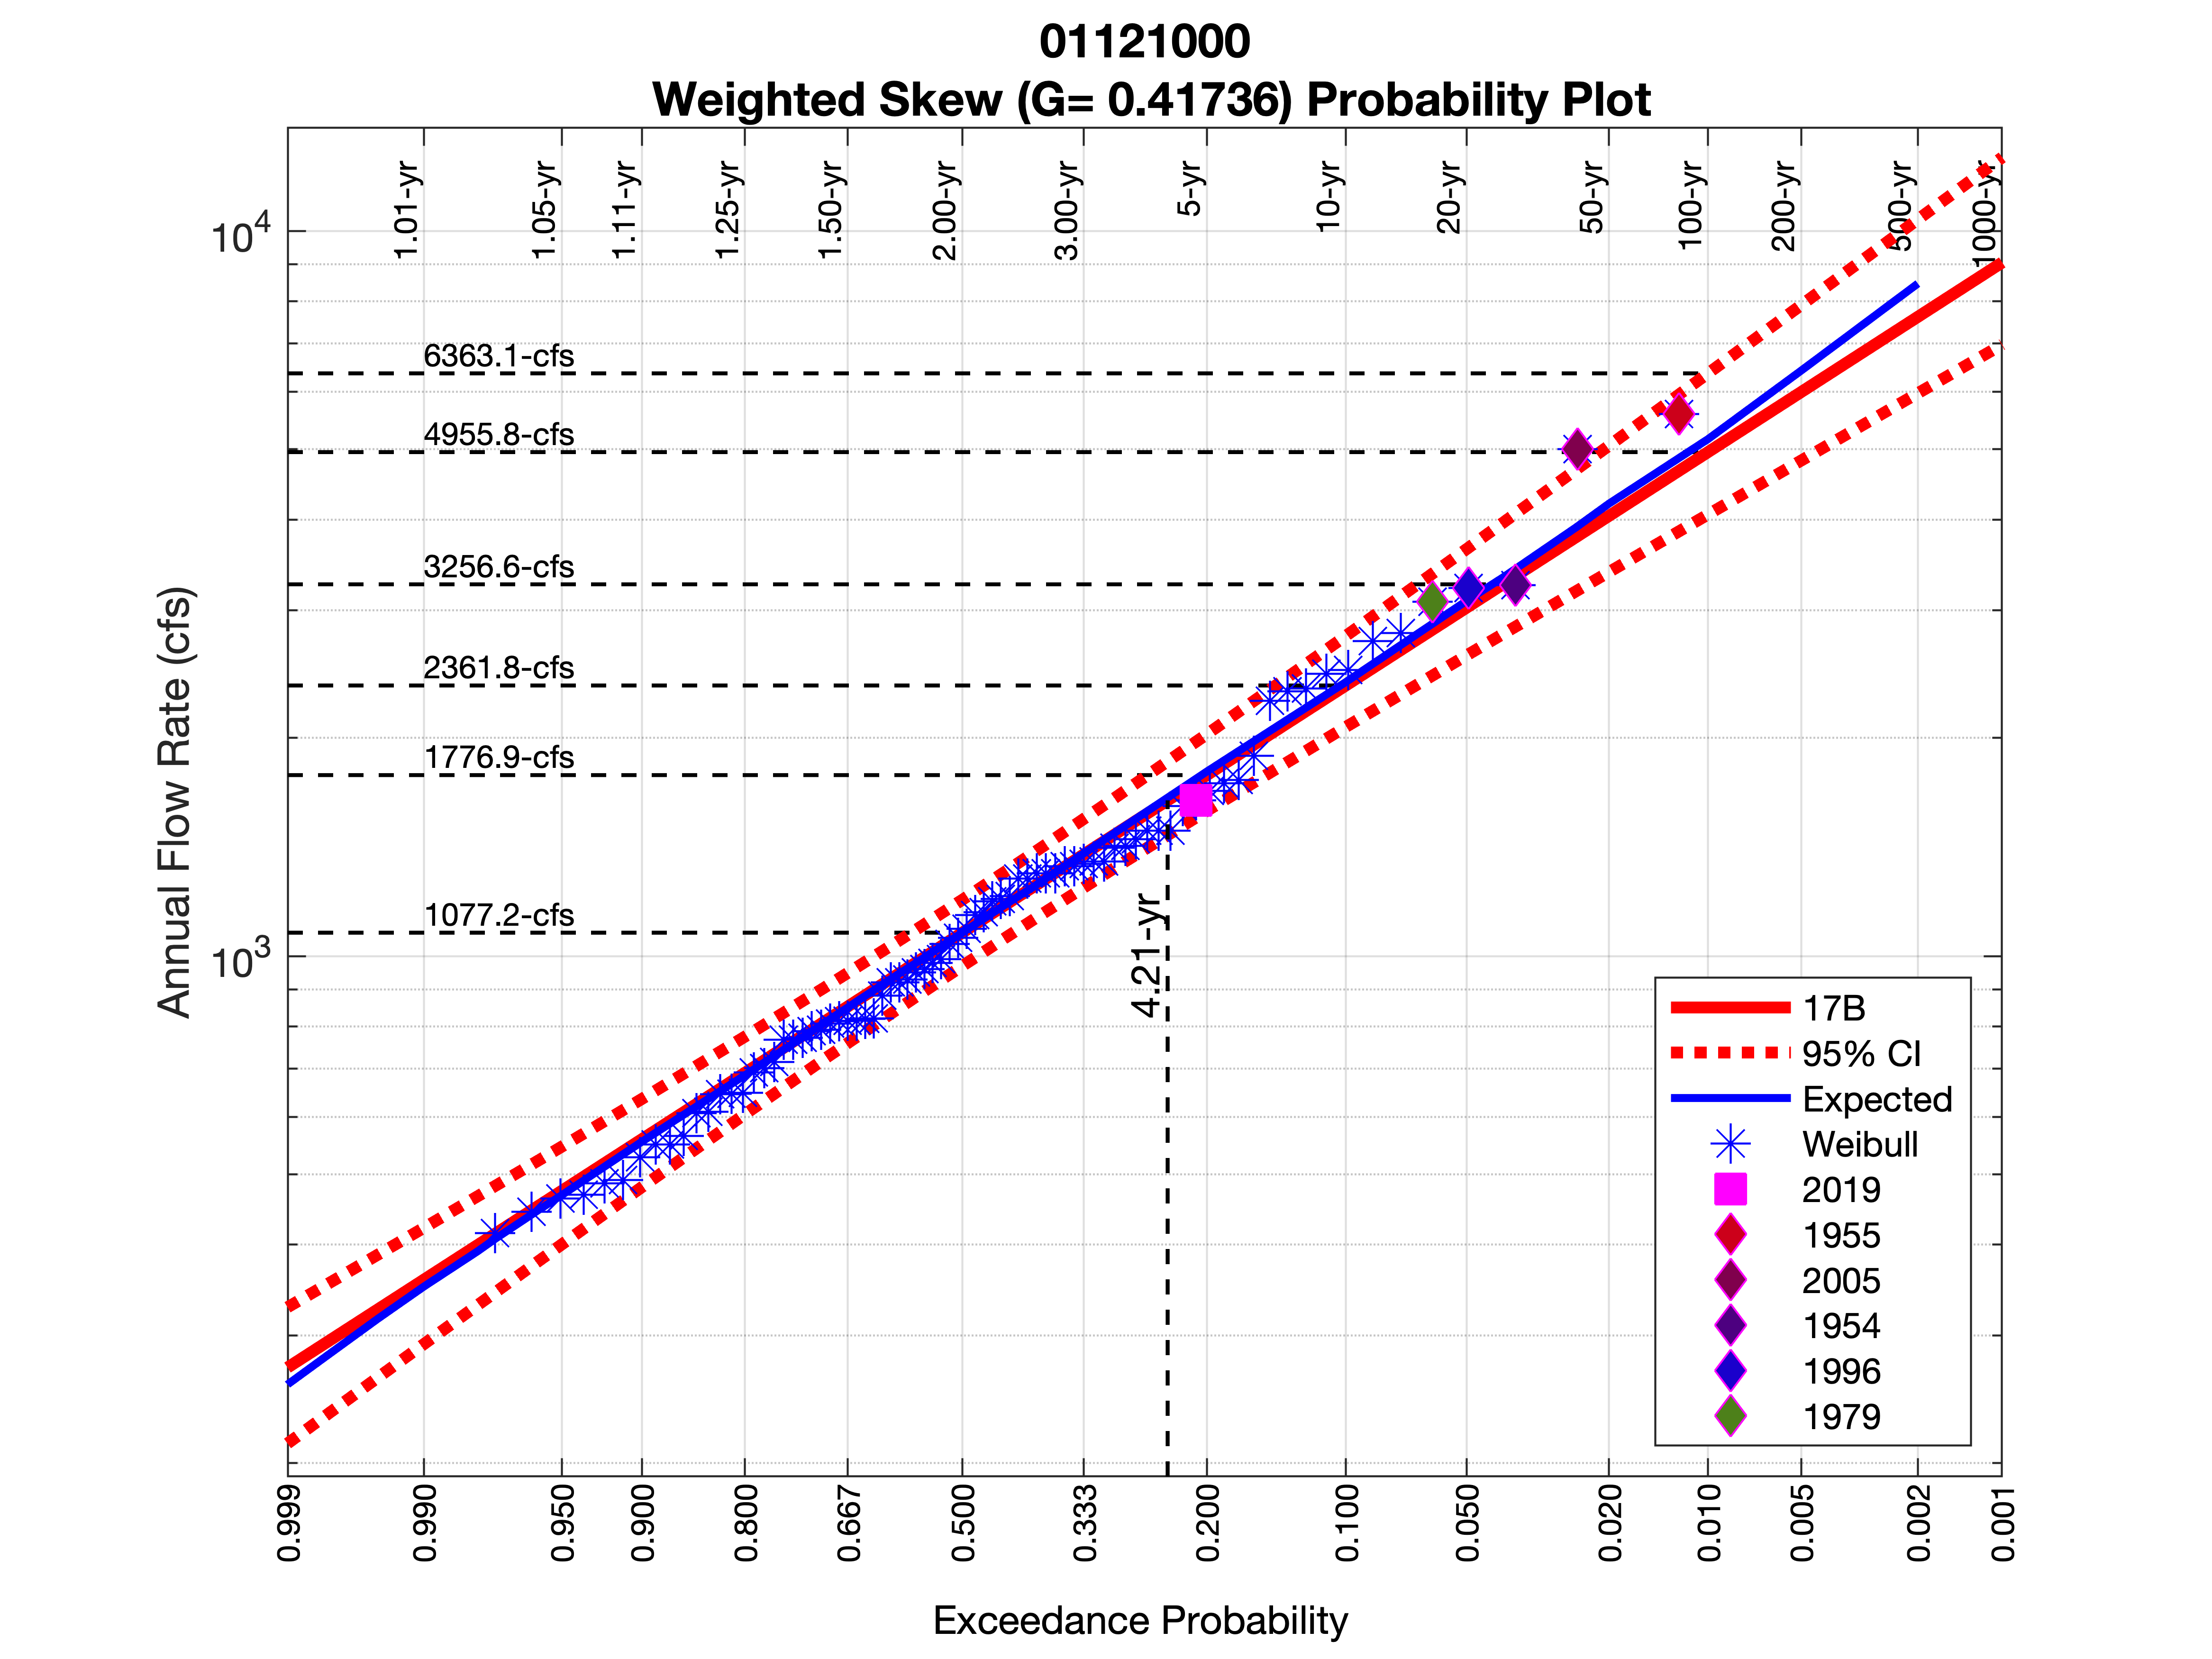 01121000
Weighted Skew (G= 0.41736) Probability Plot
1.01-yr
1.05-yr
1.11-yr
1.25-yr
1.50-yr
2.00-yr
3.00-yr
5-yr
10-yr
20-yr
50-yr
100-yr
200-yr
500-yr
1000-yr
10^4
10^3
Annual Flow Rate (cfs)
6363.1-cfs
4955.8-cfs
3256.6-cfs
2361.8-cfs
1776.9-cfs
1077.2-cfs
4.21-yr
17B
95% CI
Expected
Weibull
2019
1955
2005
1954
1996
1979
0.999
0.990
0.950
0.900
0.800
0.667
0.500
0.333
0.200
0.100
0.050
0.020
0.010
0.005
0.002
0.001
Exceedance Probability